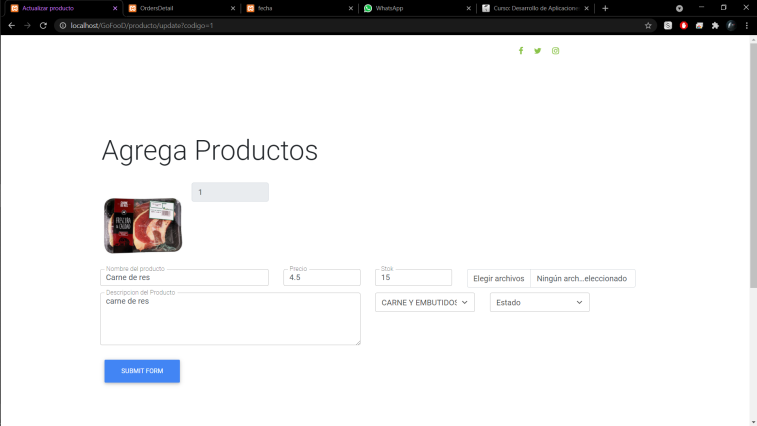 Actualizar producto
OrdersDetail
fecha
WhatsApp
Curso: Desarrollo de Aplicacione
localhost/GoFooD/producto/update?codigo=1
Agrega Productos
1
Nombre del producto
Carne de res
Precio
4.5
Stok
15
Elegir archivos
Ningún arch...eleccionado
Descripcion del Producto
carne de res
CARNE Y EMBUTIDOS
Estado
SUBMIT FORM